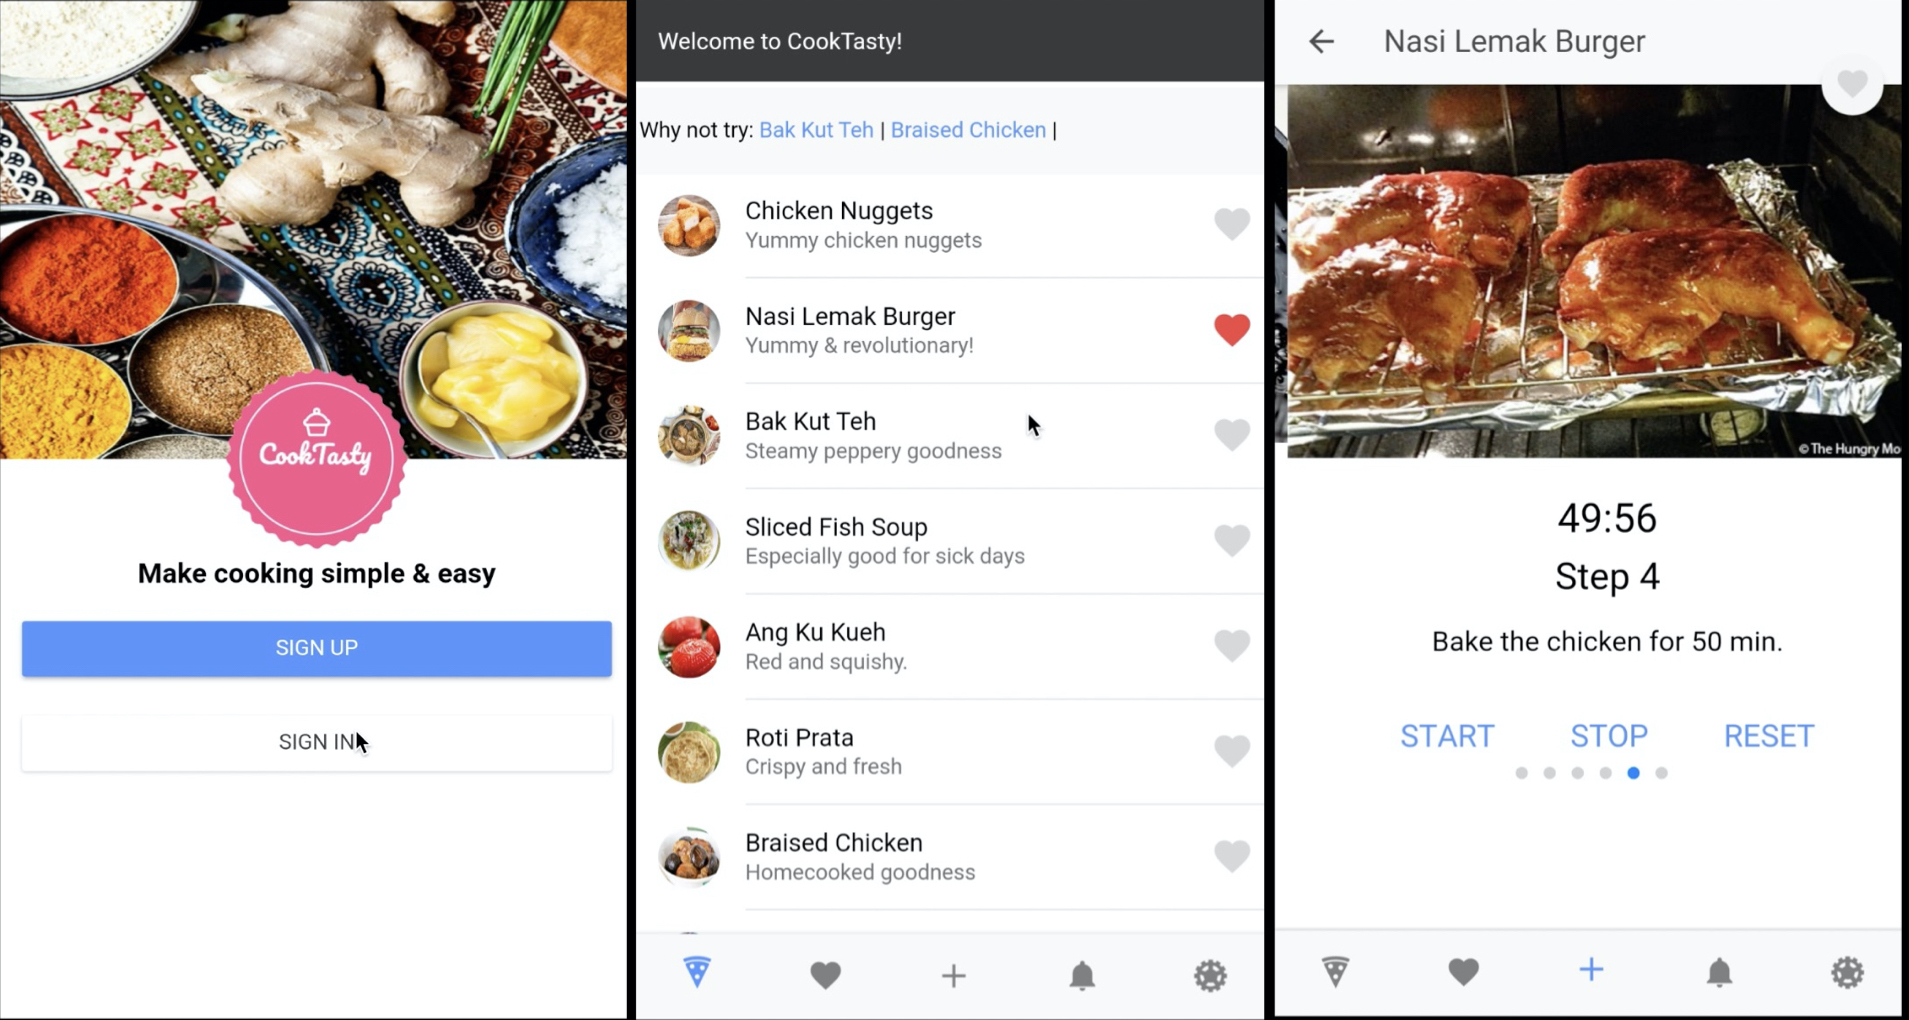 CookTasty
Make cooking simple & easy
SIGN UP
SIGN IN
Welcome to CookTasty!
Why not try: Bak Kut Teh | Braised Chicken |
Chicken Nuggets
Yummy chicken nuggets
Nasi Lemak Burger
Yummy & revolutionary!
Bak Kut Teh
Steamy peppery goodness
Sliced Fish Soup
Especially good for sick days
Ang Ku Kueh
Red and squishy.
Roti Prata
Crispy and fresh
Braised Chicken
Homecooked goodness
Nasi Lemak Burger
© The Hungry Mo
49:56
Step 4
Bake the chicken for 50 min.
START STOP RESET